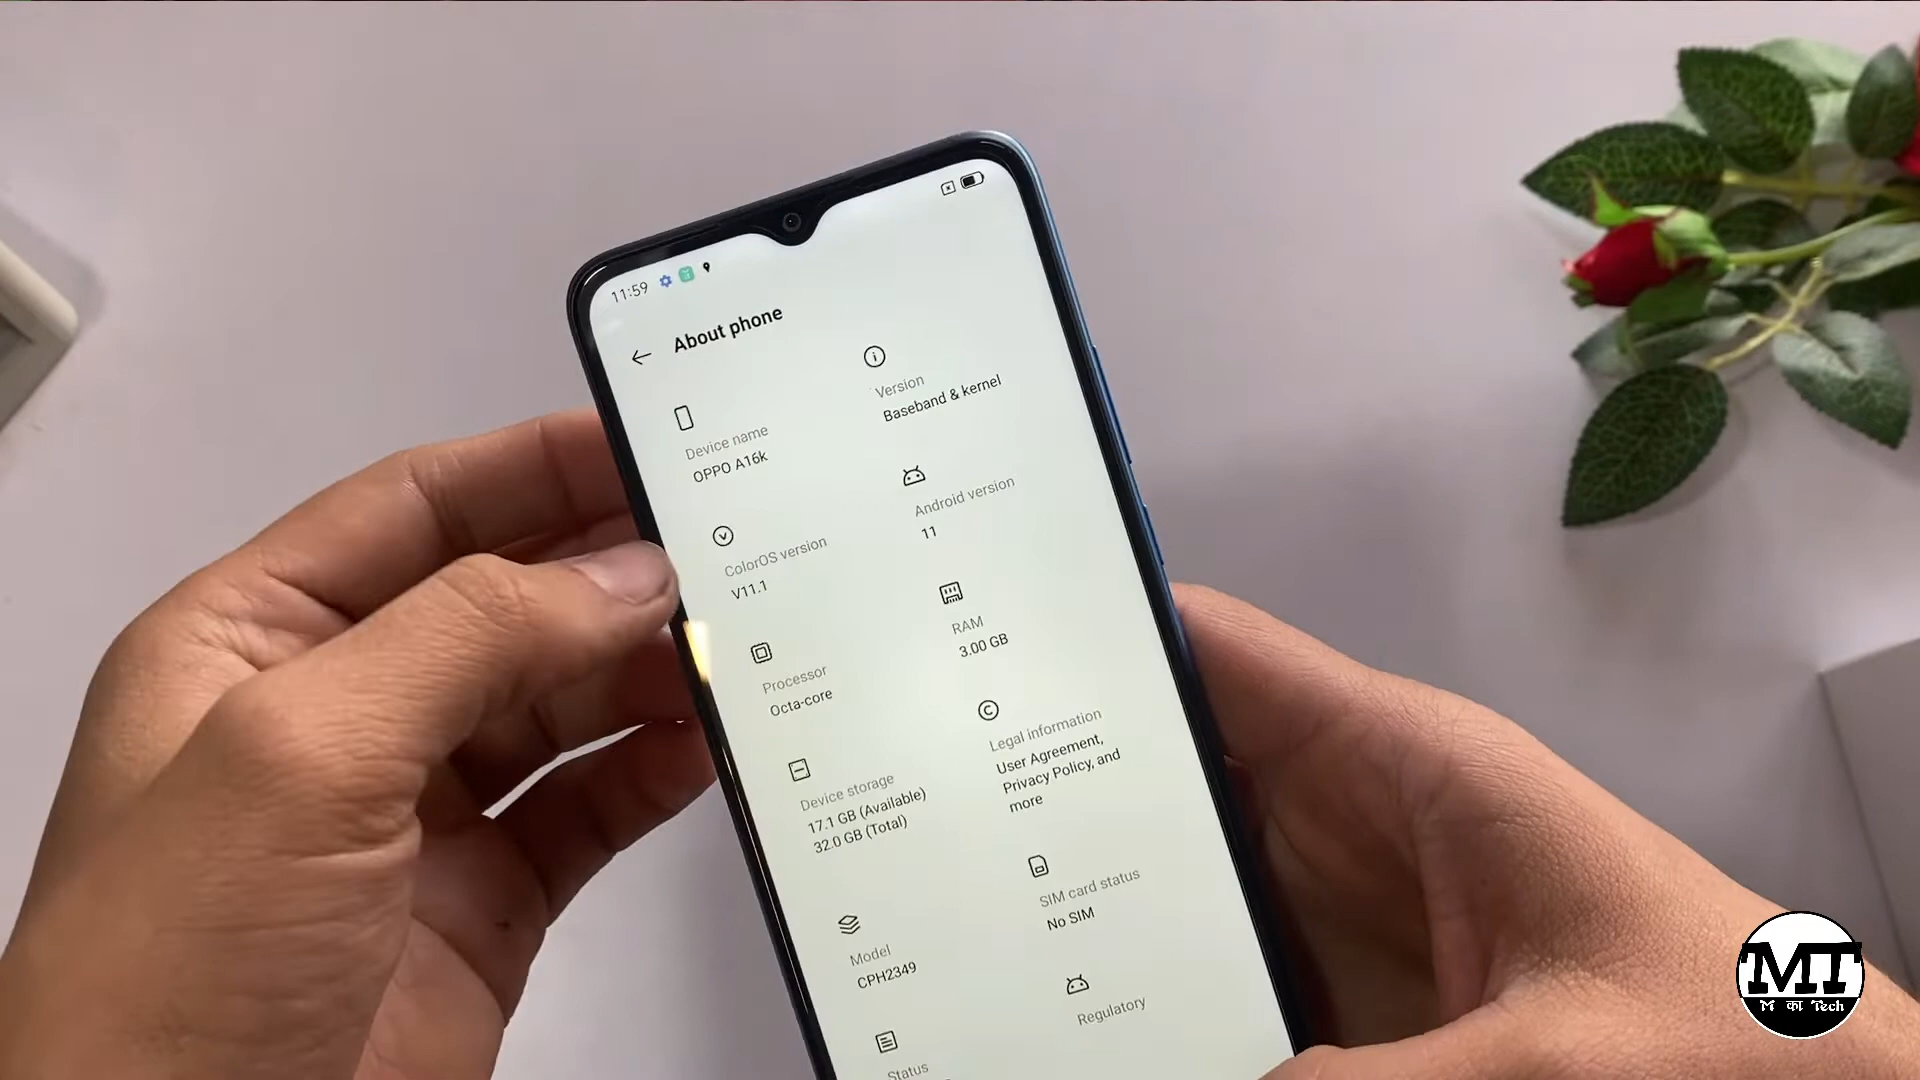 11:59
About phone
Device name
OPPO A16k
Version
Baseband & kernel
ColorOS version
V11.1
Android version
11
Processor
Octa-core
RAM
3.00 GB
Device storage
17.1 GB (Available)
32.0 GB (Total)
Legal information
User Agreement,
Privacy Policy, and
more
Model
CPH2349
SIM card status
No SIM
Status
Regulatory
MT
M का Tech